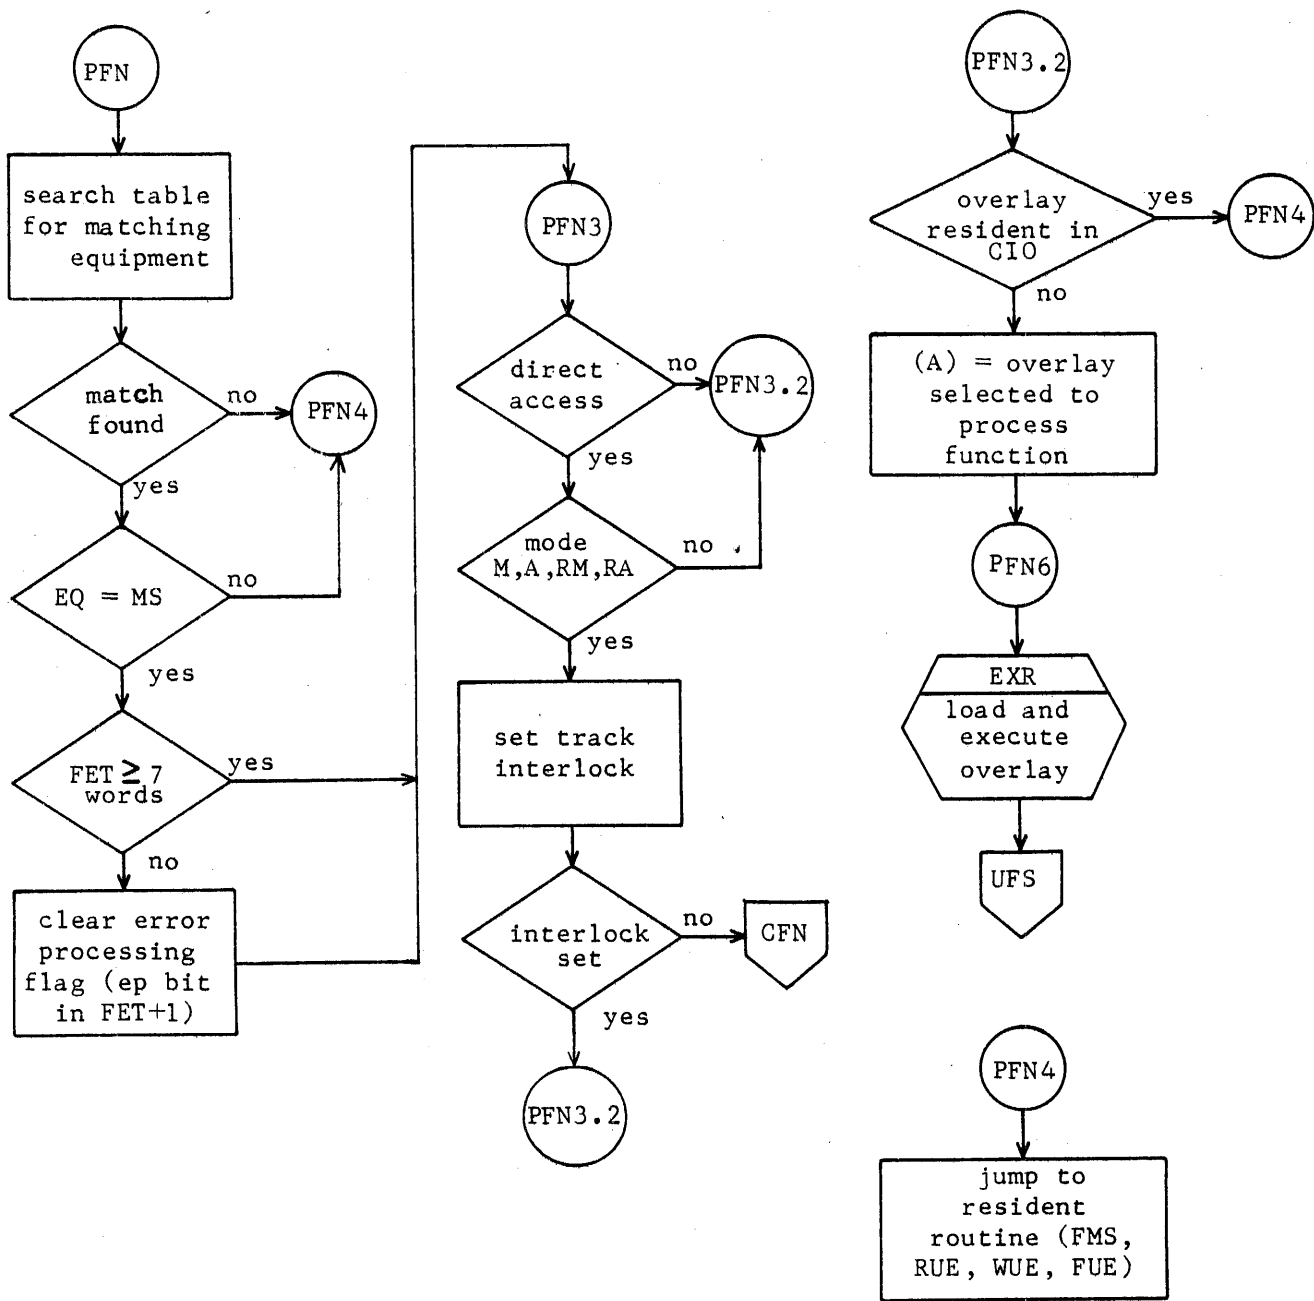 PFN
search table
for matching
equipment
match
found
no
PFN4
yes
EQ = MS
no
yes
FET ≥ 7
words
yes
no
clear error
processing
flag (ep bit
in FET+1)
PFN3
direct
access
no
PFN3.2
yes
mode
M,A,RM,RA
no
yes
set track
interlock
interlock
set
no
CFN
yes
PFN3.2
PFN3.2
overlay
resident in
CIO
yes
PFN4
no
(A) = overlay
selected to
process
function
PFN6
EXR
load and
execute
overlay
UFS
PFN4
jump to
resident
routine (FMS,
RUE, WUE, FUE)